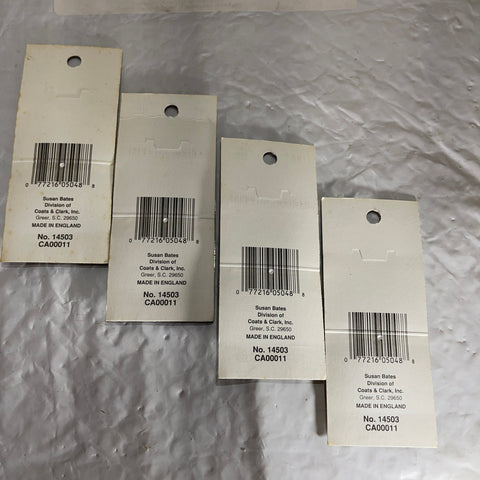 0 77216 05048 8
Susan Bates
Division of
Coats & Clark, Inc.
Greer, S.C. 29650
MADE IN ENGLAND
No. 14503
CA00011
0 77216 05048 8
Susan Bates
Division of
Coats & Clark, Inc.
Greer, S.C. 29650
MADE IN ENGLAND
No. 14503
CA00011
0 77216 05048 8
Susan Bates
Division of
Coats & Clark, Inc.
Greer, S.C. 29650
MADE IN ENGLAND
No. 14503
CA00011
0 77216 05048 8
Susan Bates
Division of
Coats & Clark, Inc.
Greer, S.C. 29650
MADE IN ENGLAND
No. 14503
CA00011